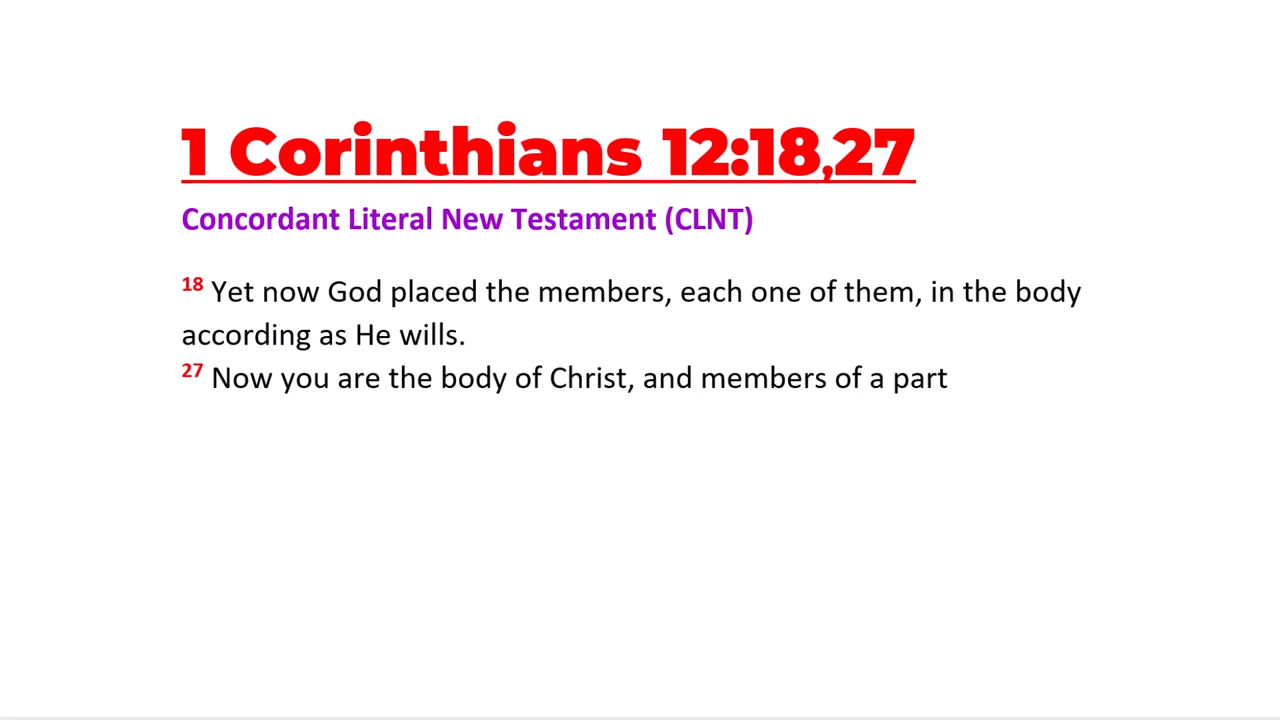 1 Corinthians 12:18,27
Concordant Literal New Testament (CLNT)
18 Yet now God placed the members, each one of them, in the body
according as He wills.
27 Now you are the body of Christ, and members of a part